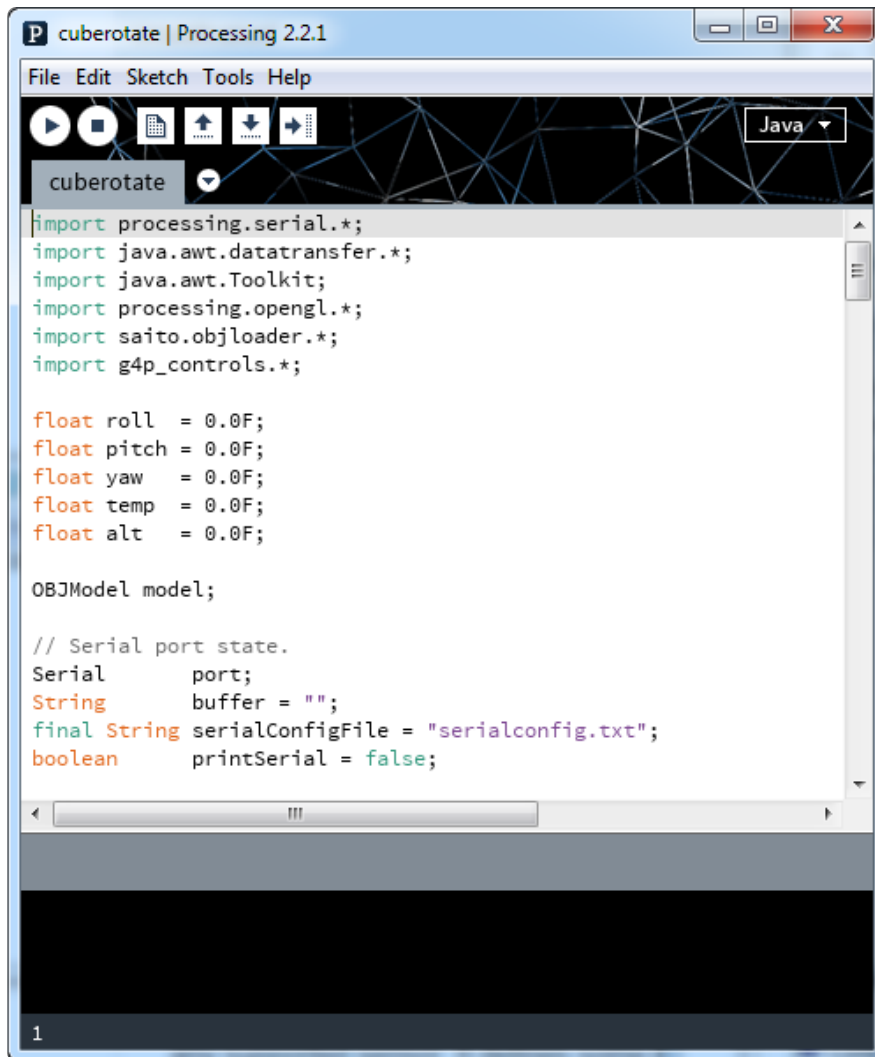 cuberotate | Processing 2.2.1
File Edit Sketch Tools Help
Java
cuberotate
import processing.serial.*;
import java.awt.datatransfer.*;
import java.awt.Toolkit;
import processing.opengl.*;
import saito.objloader.*;
import g4p_controls.*;

float roll  = 0.0F;
float pitch = 0.0F;
float yaw   = 0.0F;
float temp  = 0.0F;
float alt   = 0.0F;

OBJModel model;

// Serial port state.
Serial       port;
String       buffer = "";
final String serialConfigFile = "serialconfig.txt";
boolean      printSerial = false;
1